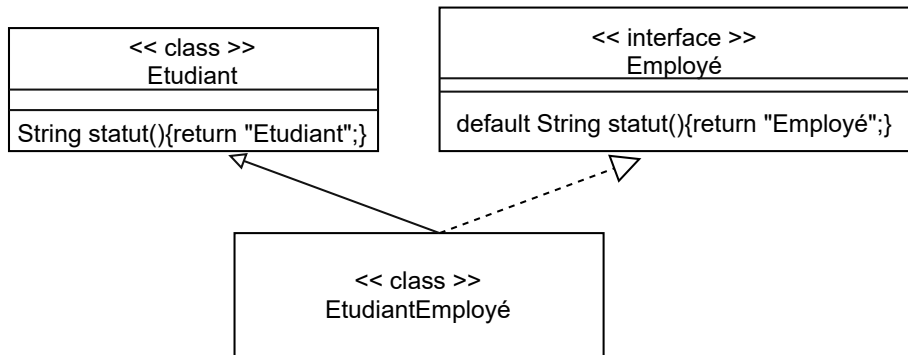 << class >>
Etudiant
String statut(){return "Etudiant";}
<< interface >>
Employé
default String statut(){return "Employé";}
<< class >>
EtudiantEmployé